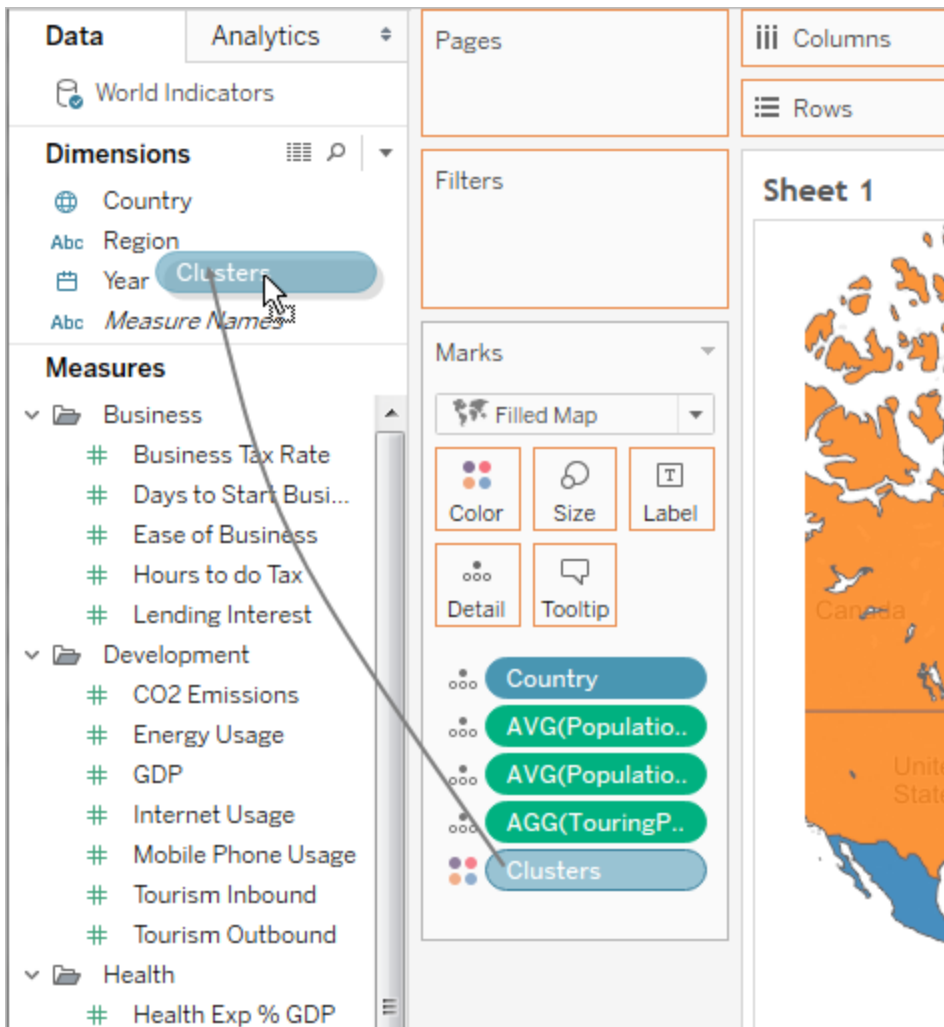 Data
Analytics
World Indicators
Dimensions
Country
Abc Region
Year
Clusters
Abc Measure Names
Measures
Business
Business Tax Rate
Days to Start Busi...
Ease of Business
Hours to do Tax
Lending Interest
Development
CO2 Emissions
Energy Usage
GDP
Internet Usage
Mobile Phone Usage
Tourism Inbound
Tourism Outbound
Health
Health Exp % GDP
Pages
Filters
Marks
Filled Map
Color
Size
T
Label
Detail
Tooltip
Country
AVG(Populatio..
AVG(Populatio..
AGG(TouringP..
Clusters
Columns
Rows
Sheet 1
Canada
Unite
State